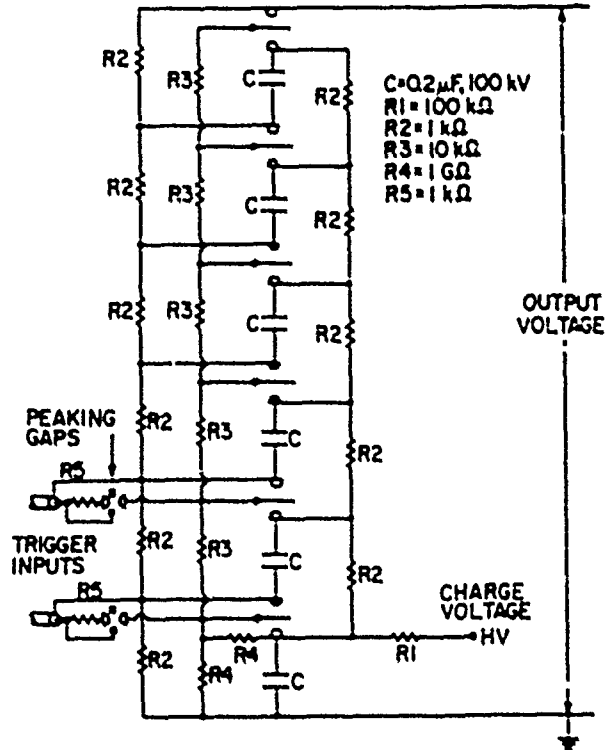 R2
R3
C
R2
C=0.2μF, 100 kV
R1=100 kΩ
R2=1 kΩ
R3=10 kΩ
R4=1 GΩ
R5=1 kΩ
R2
R3
C
R2
R2
R3
C
R2
OUTPUT
VOLTAGE
PEAKING
GAPS
R2
R3
C
R2
R5
TRIGGER
INPUTS
R2
R3
C
R2
R5
CHARGE
VOLTAGE
HV
R2
R4
R4
C
R1